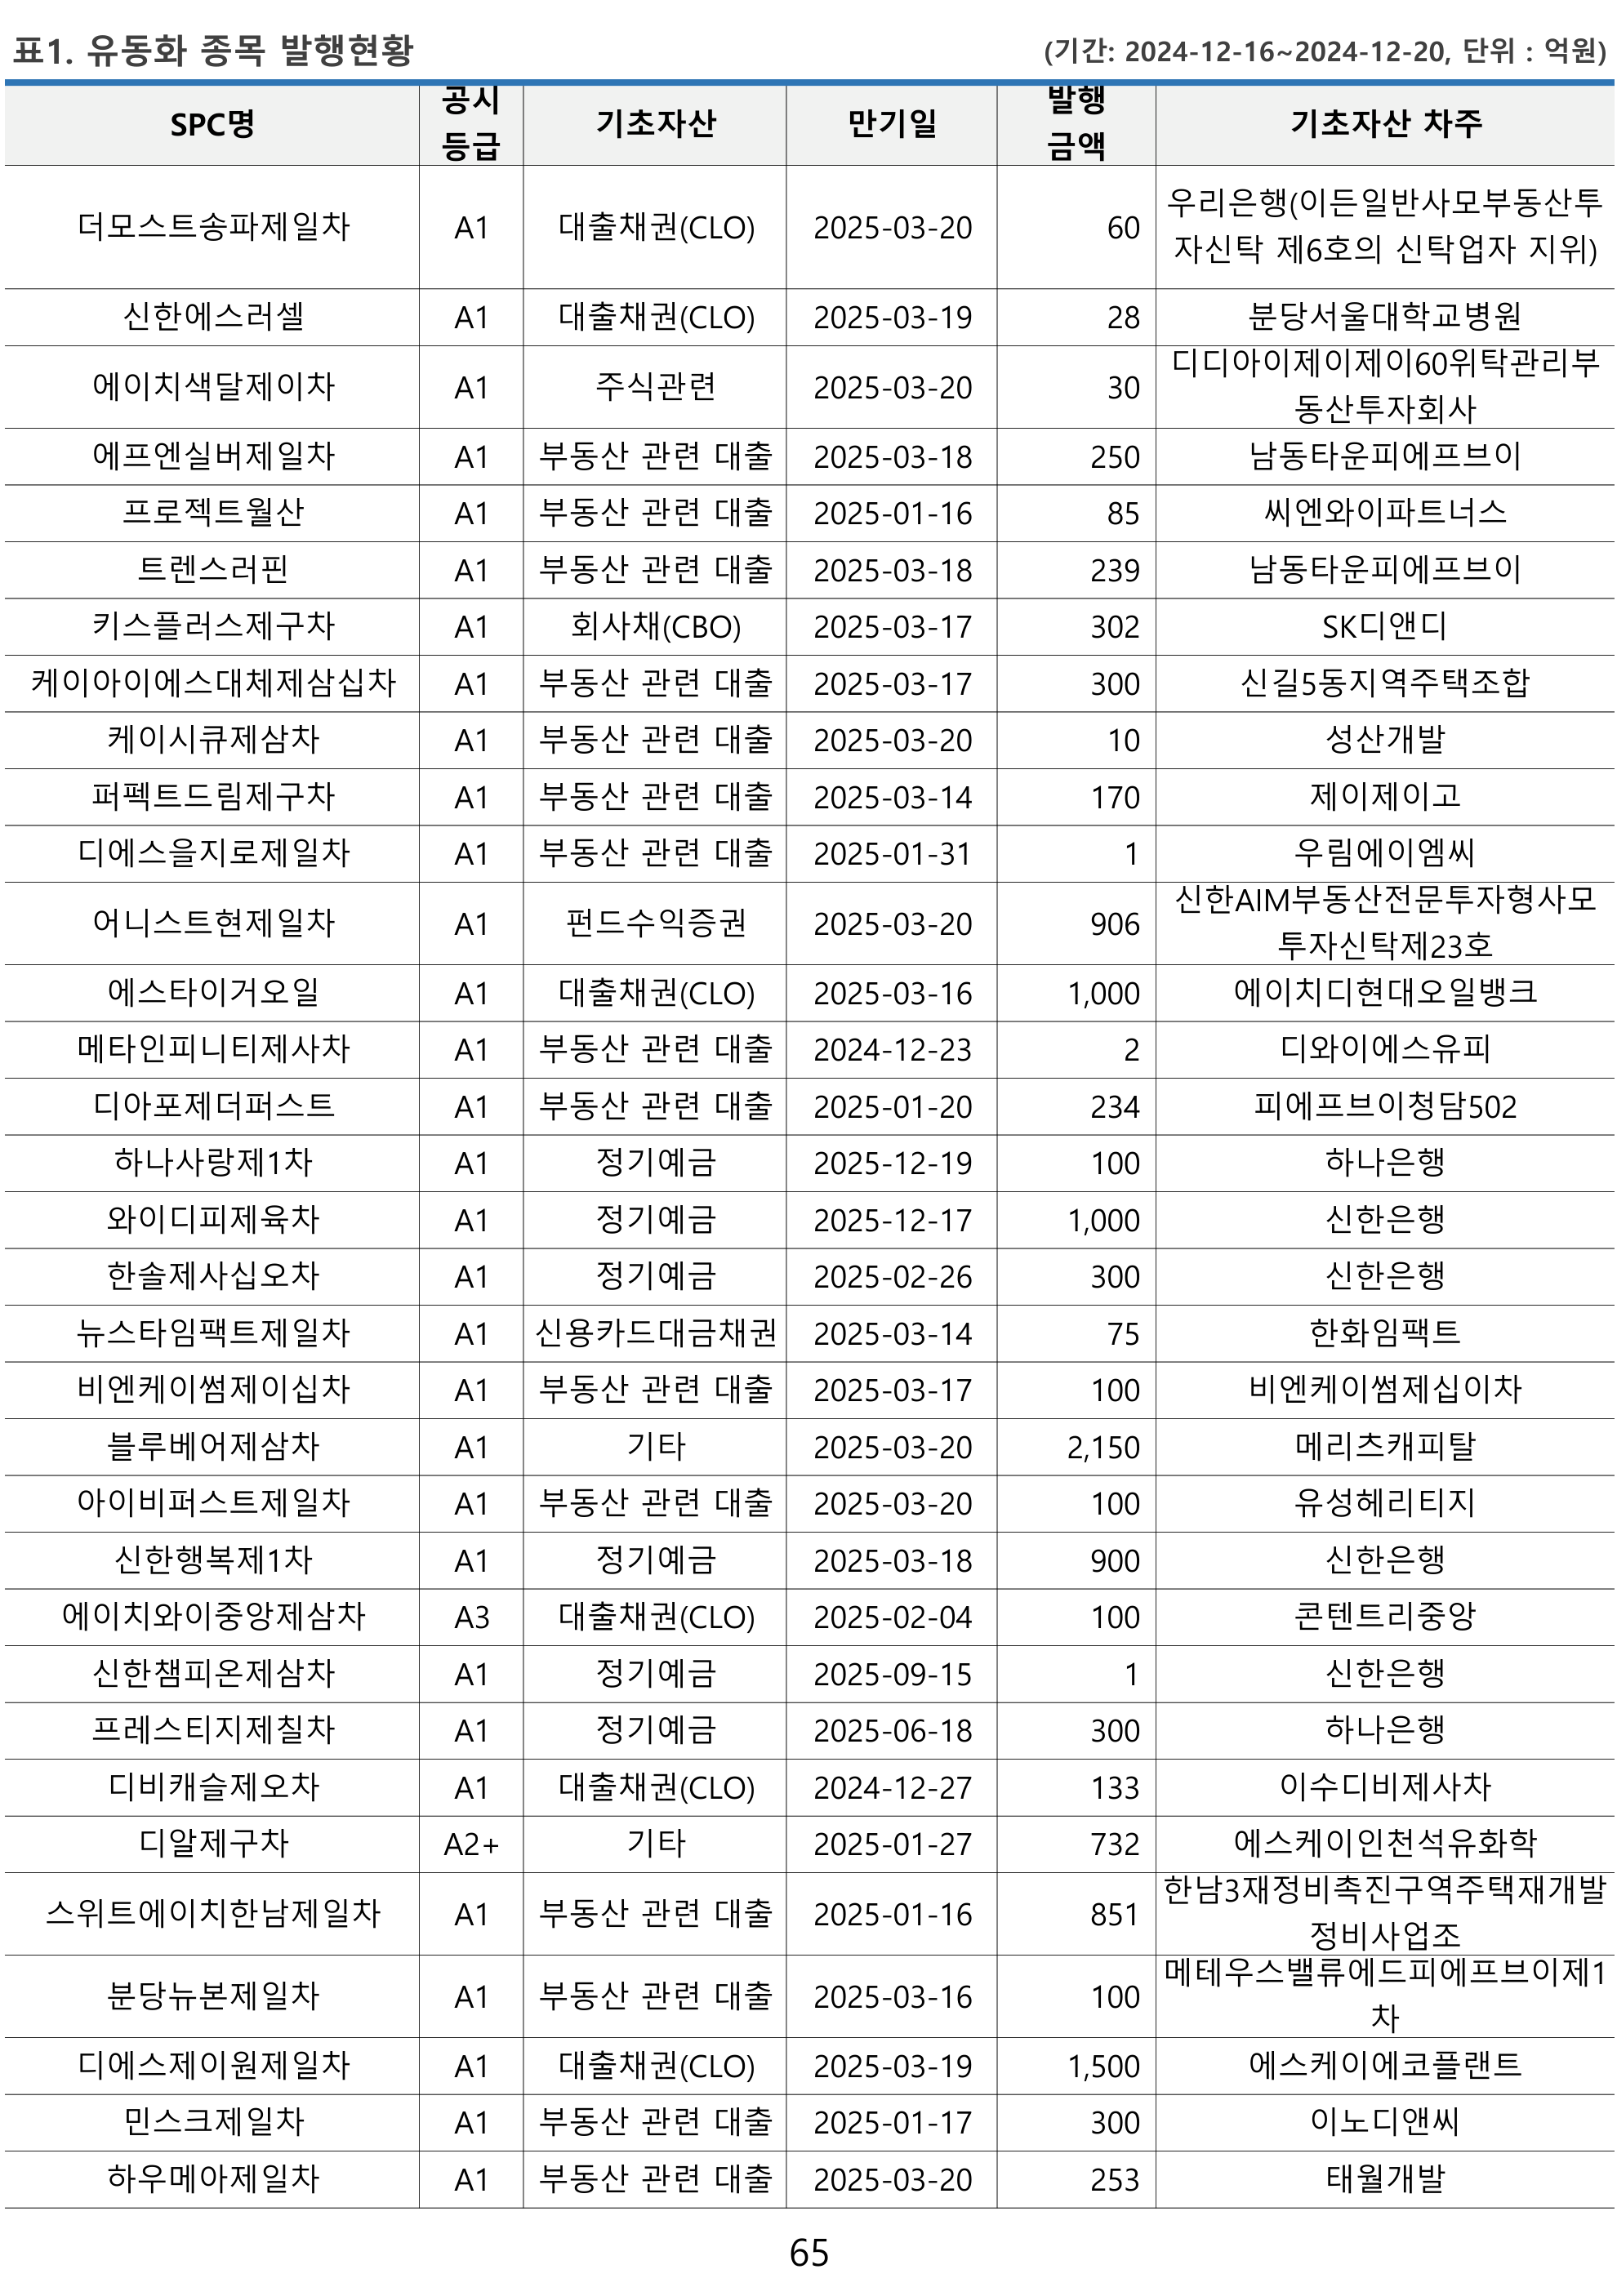 표1. 유동화 종목 발행현황 (기간: 2024-12-16~2024-12-20, 단위 : 억원)
SPC명 공시 등급 기초자산 만기일 발행 금액 기초자산 차주
더모스트송파제일차 A1 대출채권(CLO) 2025-03-20 60 우리은행(이든일반사모부동산투
자신탁 제6호의 신탁업자 지위)
신한에스러셀 A1 대출채권(CLO) 2025-03-19 28 분당서울대학교병원
에이치색달제이차 A1 주식관련 2025-03-20 30 디디아이제이제이60위탁관리부
동산투자회사
에프엔실버제일차 A1 부동산 관련 대출 2025-03-18 250 남동타운피에프브이
프로젝트월산 A1 부동산 관련 대출 2025-01-16 85 씨엔와이파트너스
트렌스러핀 A1 부동산 관련 대출 2025-03-18 239 남동타운피에프브이
키스플러스제구차 A1 회사채(CBO) 2025-03-17 302 SK디앤디
케이아이에스대체제삼십차 A1 부동산 관련 대출 2025-03-17 300 신길5동지역주택조합
케이시큐제삼차 A1 부동산 관련 대출 2025-03-20 10 성산개발
퍼펙트드림제구차 A1 부동산 관련 대출 2025-03-14 170 제이제이고
디에스을지로제일차 A1 부동산 관련 대출 2025-01-31 1 우림에이엠씨
어니스트현제일차 A1 펀드수익증권 2025-03-20 906 신한AIM부동산전문투자형사모
투자신탁제23호
에스타이거오일 A1 대출채권(CLO) 2025-03-16 1,000 에이치디현대오일뱅크
메타인피니티제사차 A1 부동산 관련 대출 2024-12-23 2 디와이에스유피
디아포제더퍼스트 A1 부동산 관련 대출 2025-01-20 234 피에프브이청담502
하나사랑제1차 A1 정기예금 2025-12-19 100 하나은행
와이디피제육차 A1 정기예금 2025-12-17 1,000 신한은행
한솔제사십오차 A1 정기예금 2025-02-26 300 신한은행
뉴스타임팩트제일차 A1 신용카드대금채권 2025-03-14 75 한화임팩트
비엔케이썸제이십차 A1 부동산 관련 대출 2025-03-17 100 비엔케이썸제십이차
블루베어제삼차 A1 기타 2025-03-20 2,150 메리츠캐피탈
아이비퍼스트제일차 A1 부동산 관련 대출 2025-03-20 100 유성헤리티지
신한행복제1차 A1 정기예금 2025-03-18 900 신한은행
에이치와이중앙제삼차 A3 대출채권(CLO) 2025-02-04 100 콘텐트리중앙
신한챔피온제삼차 A1 정기예금 2025-09-15 1 신한은행
프레스티지제칠차 A1 정기예금 2025-06-18 300 하나은행
디비캐슬제오차 A1 대출채권(CLO) 2024-12-27 133 이수디비제사차
디알제구차 A2+ 기타 2025-01-27 732 에스케이인천석유화학
스위트에이치한남제일차 A1 부동산 관련 대출 2025-01-16 851 한남3재정비촉진구역주택재개발
정비사업조
분당뉴본제일차 A1 부동산 관련 대출 2025-03-16 100 메테우스밸류에드피에프브이제1
차
디에스제이원제일차 A1 대출채권(CLO) 2025-03-19 1,500 에스케이에코플랜트
민스크제일차 A1 부동산 관련 대출 2025-01-17 300 이노디앤씨
하우메아제일차 A1 부동산 관련 대출 2025-03-20 253 태월개발
65